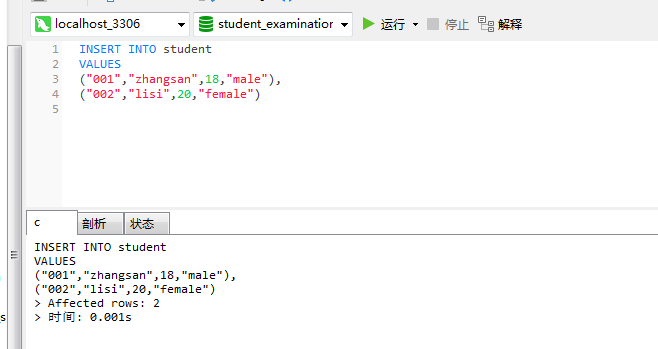 localhost_3306 student_examination 运行 停止 解释
1 INSERT INTO student
2 VALUES
3 ("001","zhangsan",18,"male"),
4 ("002","lisi",20,"female")
5
c 剖析 状态
INSERT INTO student
VALUES
("001","zhangsan",18,"male"),
("002","lisi",20,"female")
> Affected rows: 2
> 时间: 0.001s